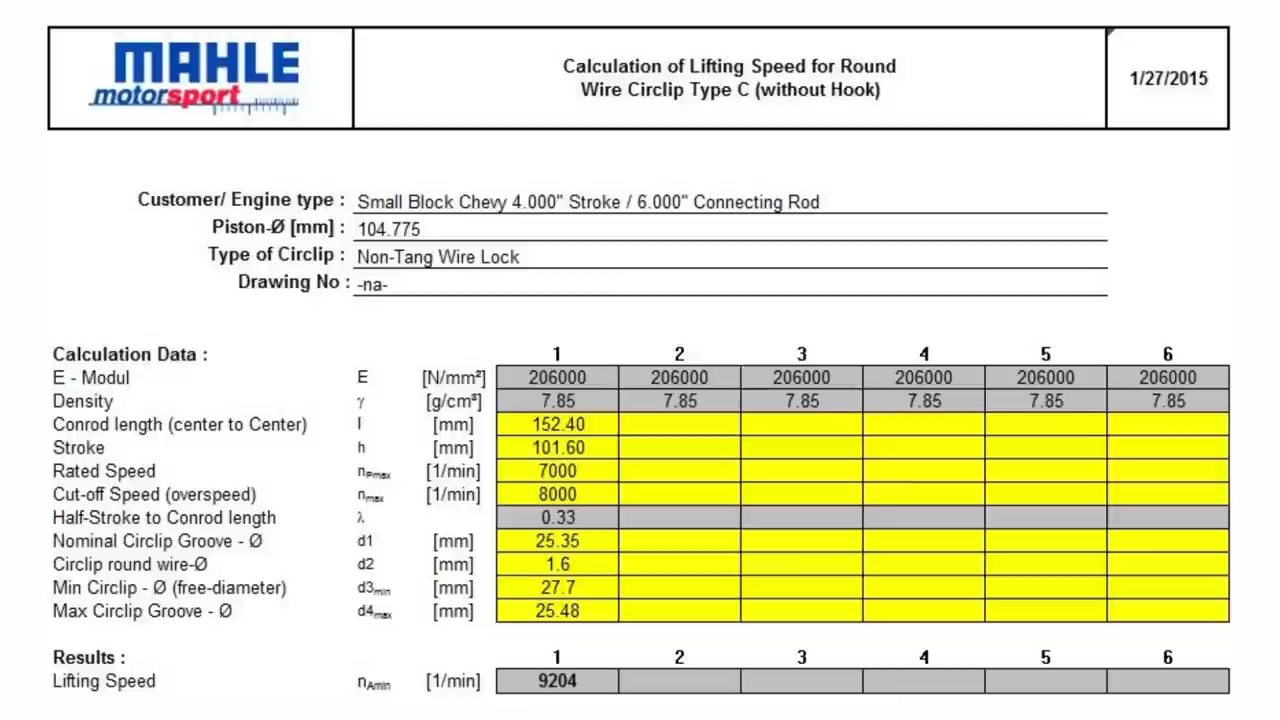 MAHLE
motorsport
Calculation of Lifting Speed for Round
Wire Circlip Type C (without Hook)
1/27/2015
Customer/ Engine type : Small Block Chevy 4.000" Stroke / 6.000" Connecting Rod
Piston-Ø [mm] : 104.775
Type of Circlip : Non-Tang Wire Lock
Drawing No : -na-
Calculation Data : 1 2 3 4 5 6
E - Modul E [N/mm²] 206000 206000 206000 206000 206000 206000
Density γ [g/cm³] 7.85 7.85 7.85 7.85 7.85 7.85
Conrod length (center to Center) l [mm] 152.40
Stroke h [mm] 101.60
Rated Speed nPmax [1/min] 7000
Cut-off Speed (overspeed) nmax [1/min] 8000
Half-Stroke to Conrod length λ 0.33
Nominal Circlip Groove - Ø d1 [mm] 25.35
Circlip round wire-Ø d2 [mm] 1.6
Min Circlip - Ø (free-diameter) d3min [mm] 27.7
Max Circlip Groove - Ø d4max [mm] 25.48
Results : 1 2 3 4 5 6
Lifting Speed nAmin [1/min] 9204